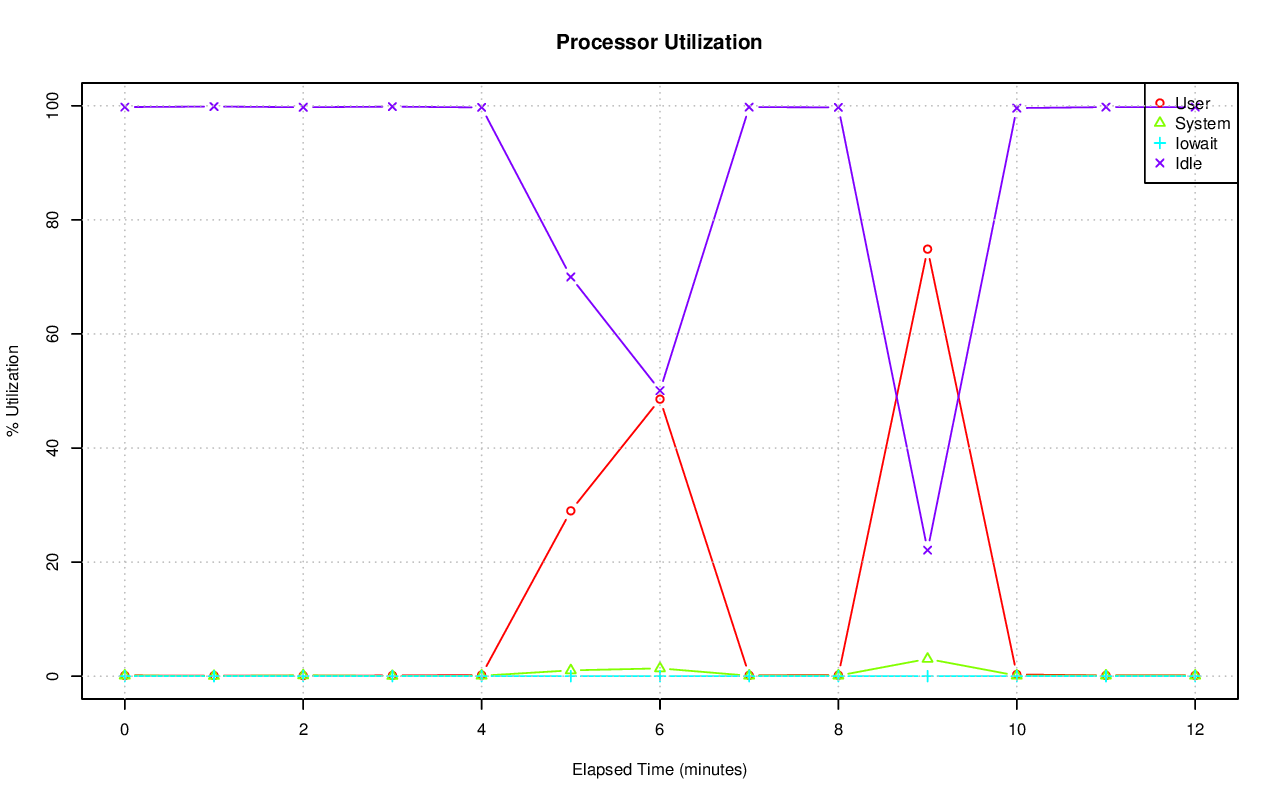 Processor Utilization
% Utilization
100
80
60
40
20
0
User
System
Iowait
Idle
0 2 4 6 8 10 12
Elapsed Time (minutes)